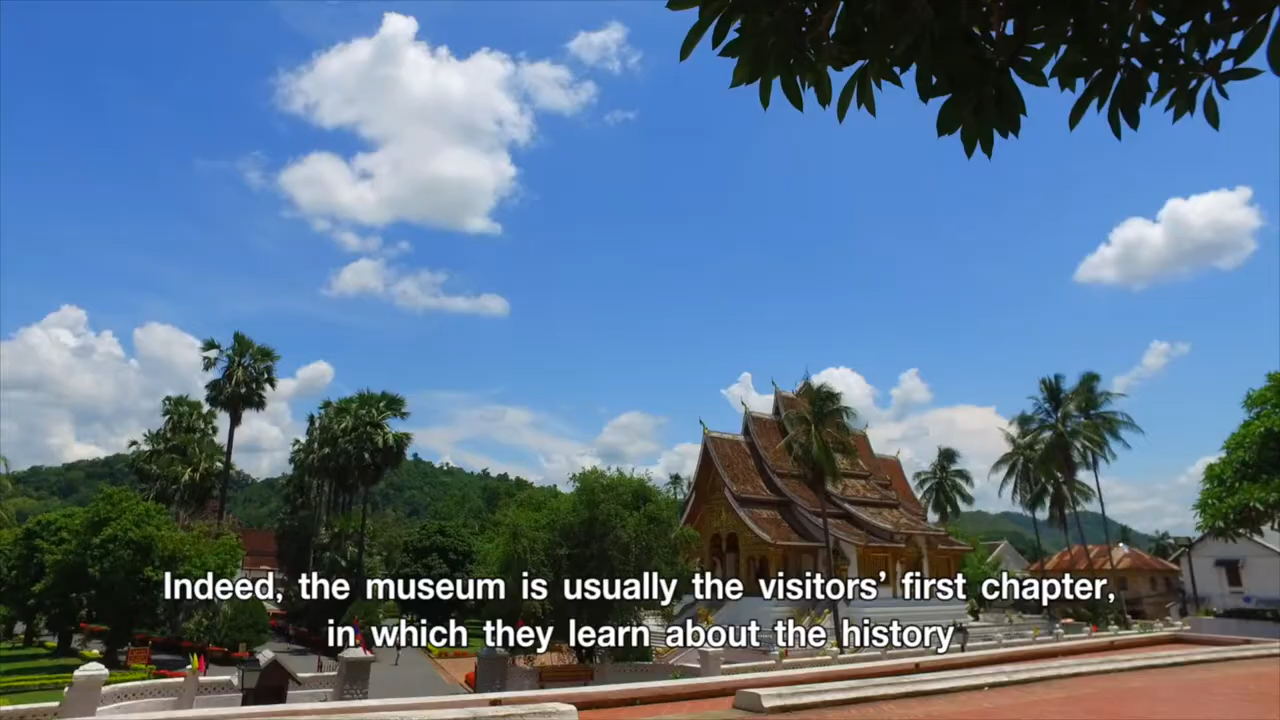 Indeed, the museum is usually the visitors’ first chapter,
in which they learn about the history